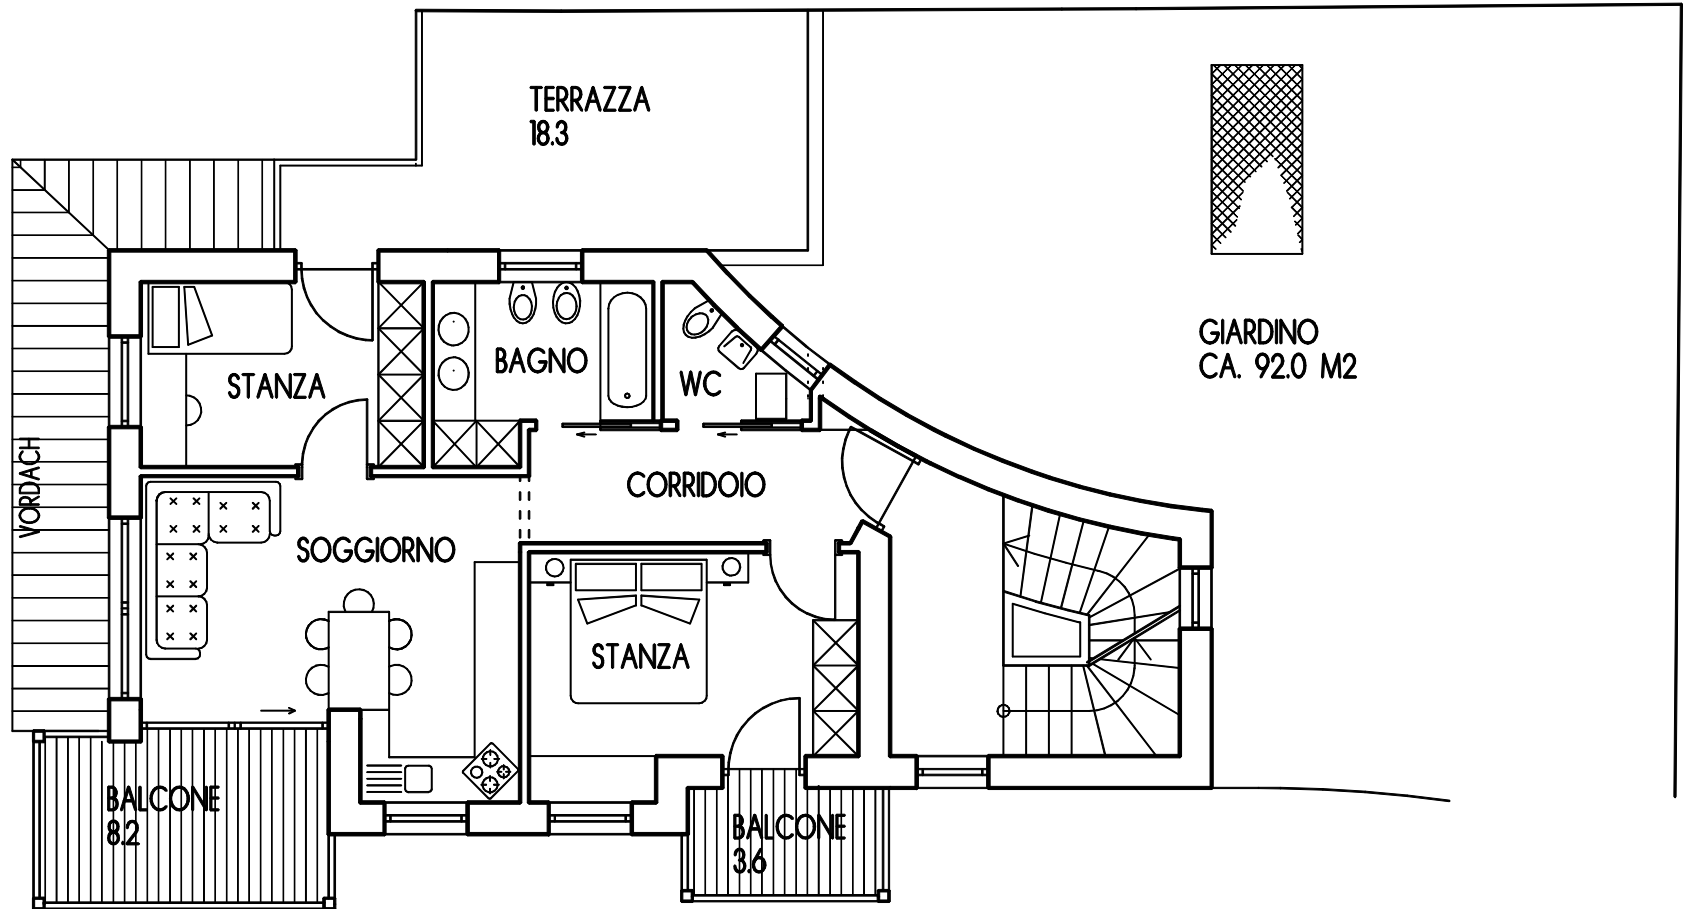 TERRAZZA
18.3
GIARDINO
CA. 92.0 M2
STANZA
BAGNO
WC
VORDACH
CORRIDOIO
SOGGIORNO
STANZA
BALCONE
8.2
BALCONE
3.6